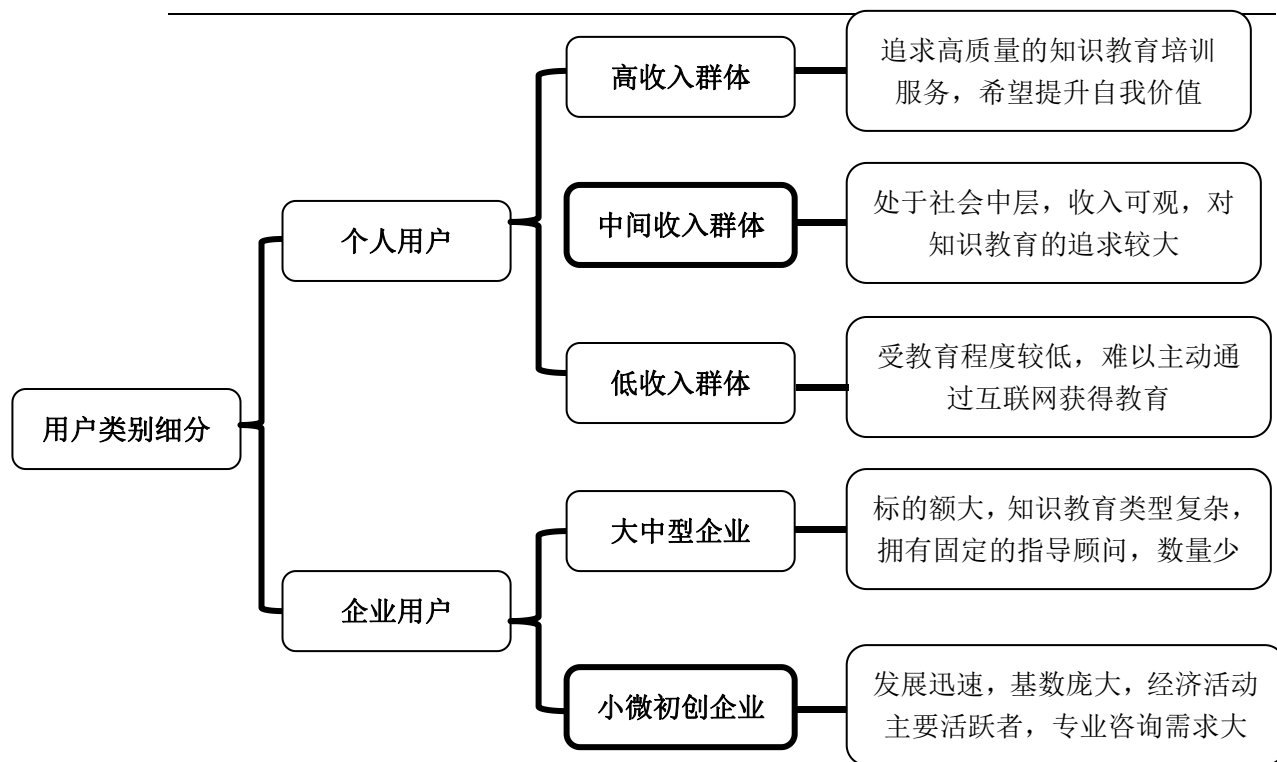 追求高质量的知识教育培训
服务，希望提升自我价值
高收入群体
处于社会中层，收入可观，对
知识教育的追求较大
中间收入群体
个人用户
受教育程度较低，难以主动通
过互联网获得教育
低收入群体
用户类别细分
标的额大，知识教育类型复杂，
拥有固定的指导顾问，数量少
大中型企业
企业用户
发展迅速，基数庞大，经济活动
主要活跃者，专业咨询需求大
小微初创企业